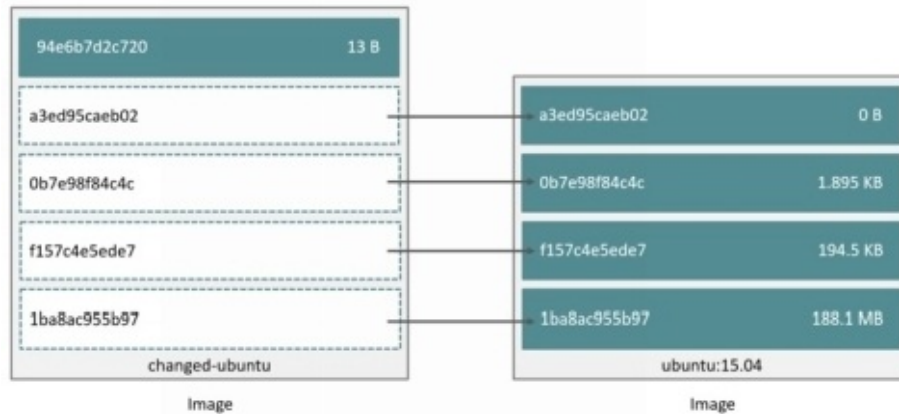 94e6b7d2c720 13 B
a3ed95caeb02
0b7e98f84c4c
f157c4e5ede7
1ba8ac955b97
changed-ubuntu
Image
a3ed95caeb02 0 B
0b7e98f84c4c 1.895 KB
f157c4e5ede7 194.5 KB
1ba8ac955b97 188.1 MB
ubuntu:15.04
Image